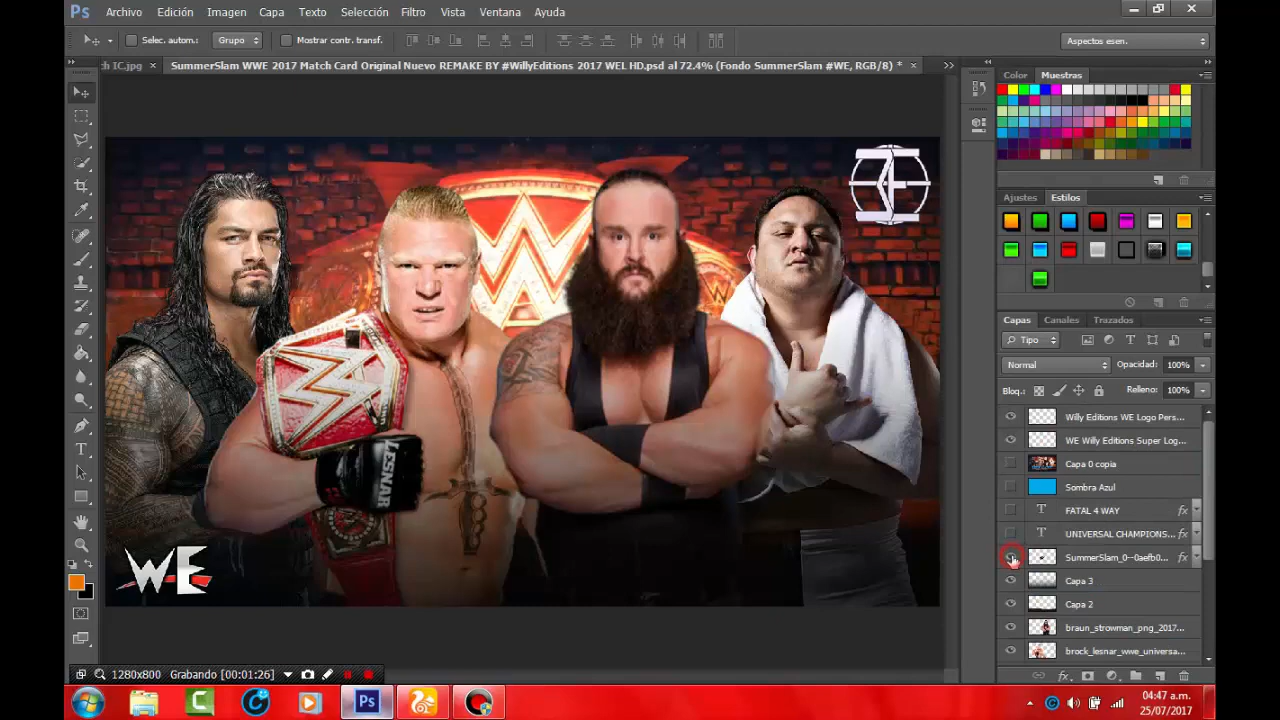 Ps Archivo Edición Imagen Capa Texto Selección Filtro Vista Ventana Ayuda
Selec. autom.: Grupo Mostrar contr. transf. Aspectos esen.
ch IC.jpg × SummerSlam WWE 2017 Match Card Original Nuevo REMAKE BY #WillyEditions 2017 WEL HD.psd al 72.4% (Fondo SummerSlam #WE, RGB/8) * ×
Color Muestras
Ajustes Estilos
Capas Canales Trazados
Tipo
Normal Opacidad: 100%
Bloq.: Relleno: 100%
Willy Editions WE Logo Pers...
WE Willy Editions Super Log...
Capa 0 copia
Sombra Azul
T FATAL 4 WAY fx
T UNIVERSAL CHAMPIONS... fx
SummerSlam_0--0aefb0... fx
Capa 3
Capa 2
braun_strowman_png_2017...
brock_lesnar_wwe_universa...
LESNAR
WE
1280x800 Grabando [00:01:26]
Ps
04:47 a.m.
25/07/2017